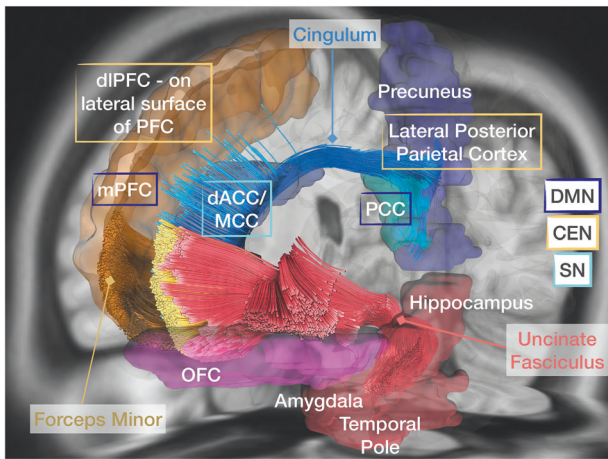 Cingulum
dlPFC - on
lateral surface
of PFC
Precuneus
Lateral Posterior
Parietal Cortex
mPFC
dACC/
MCC
PCC
DMN
CEN
SN
Hippocampus
Uncinate
Fasciculus
OFC
Amygdala
Temporal
Pole
Forceps Minor